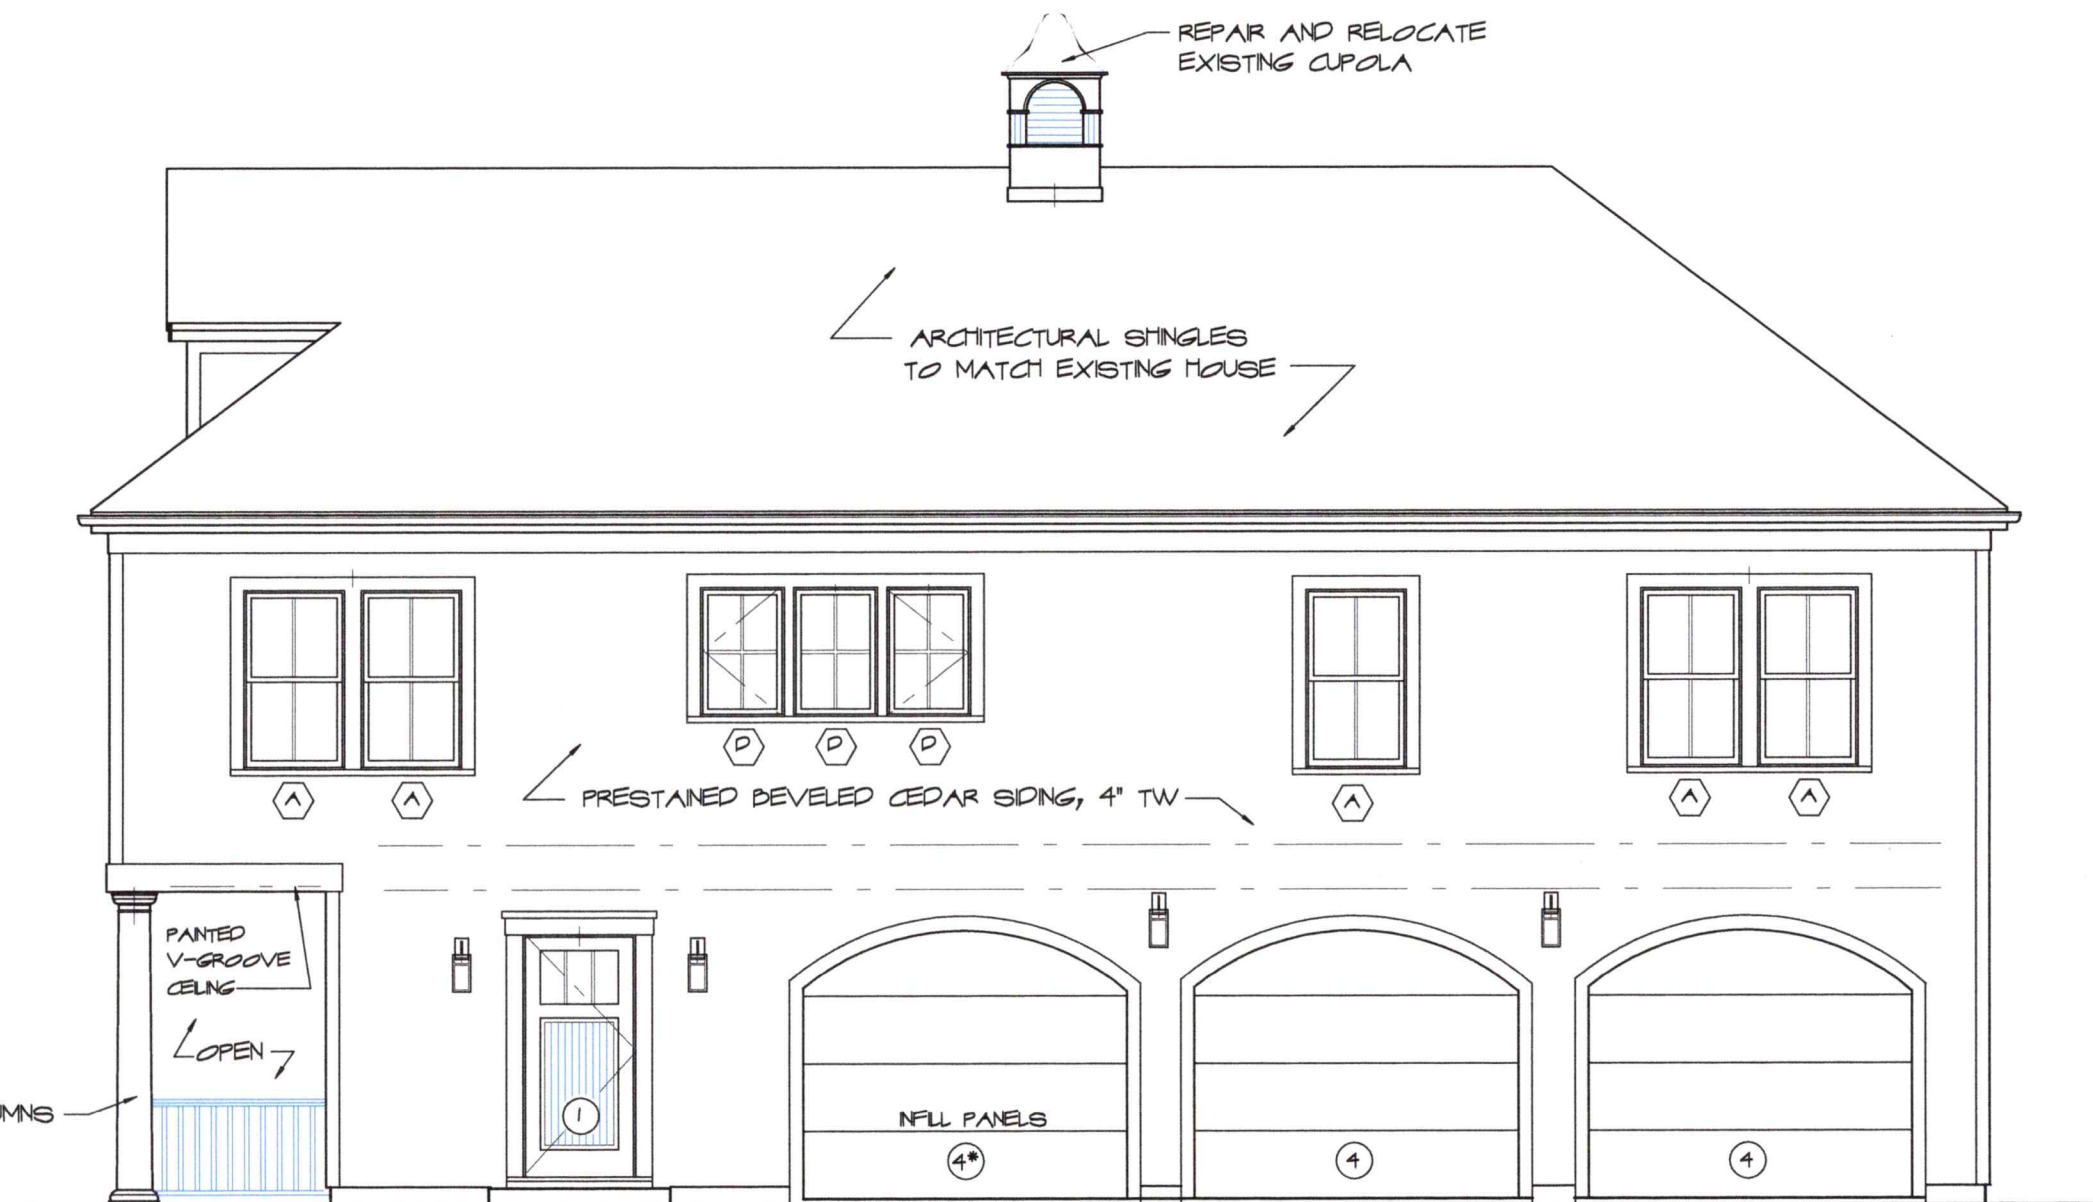 REPAIR AND RELOCATE
EXISTING CUPOLA
ARCHITECTURAL SHINGLES
TO MATCH EXISTING HOUSE
D D D
PRESTAINED BEVELED CEDAR SIDING, 4" TW
A A A A A
PAINTED
V-GROOVE
CEILING
OPEN
UMNS
1
INFILL PANELS
4* 4 4